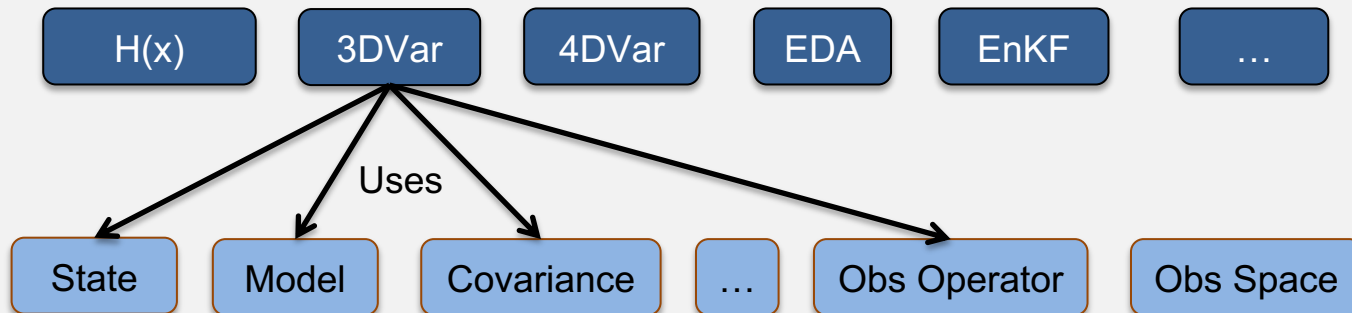 H(x) 3DVar 4DVar EDA EnKF …
Uses
State Model Covariance … Obs Operator Obs Space